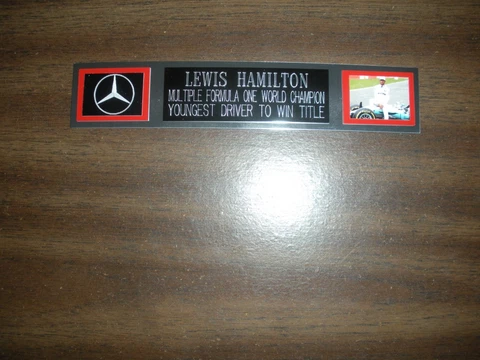 LEWIS HAMILTON
MULTIPLE FORMULA ONE WORLD CHAMPION
YOUNGEST DRIVER TO WIN TITLE